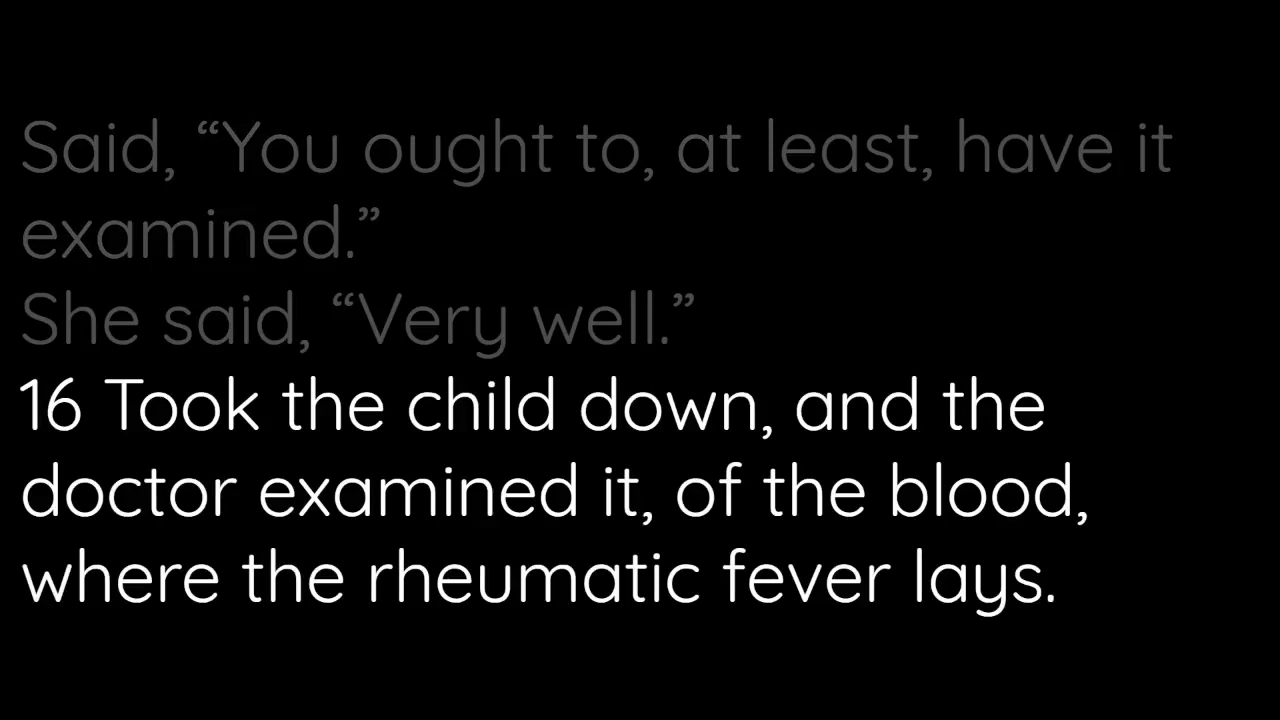 Said, “You ought to, at least, have it
examined.”
She said, “Very well.”
16 Took the child down, and the
doctor examined it, of the blood,
where the rheumatic fever lays.